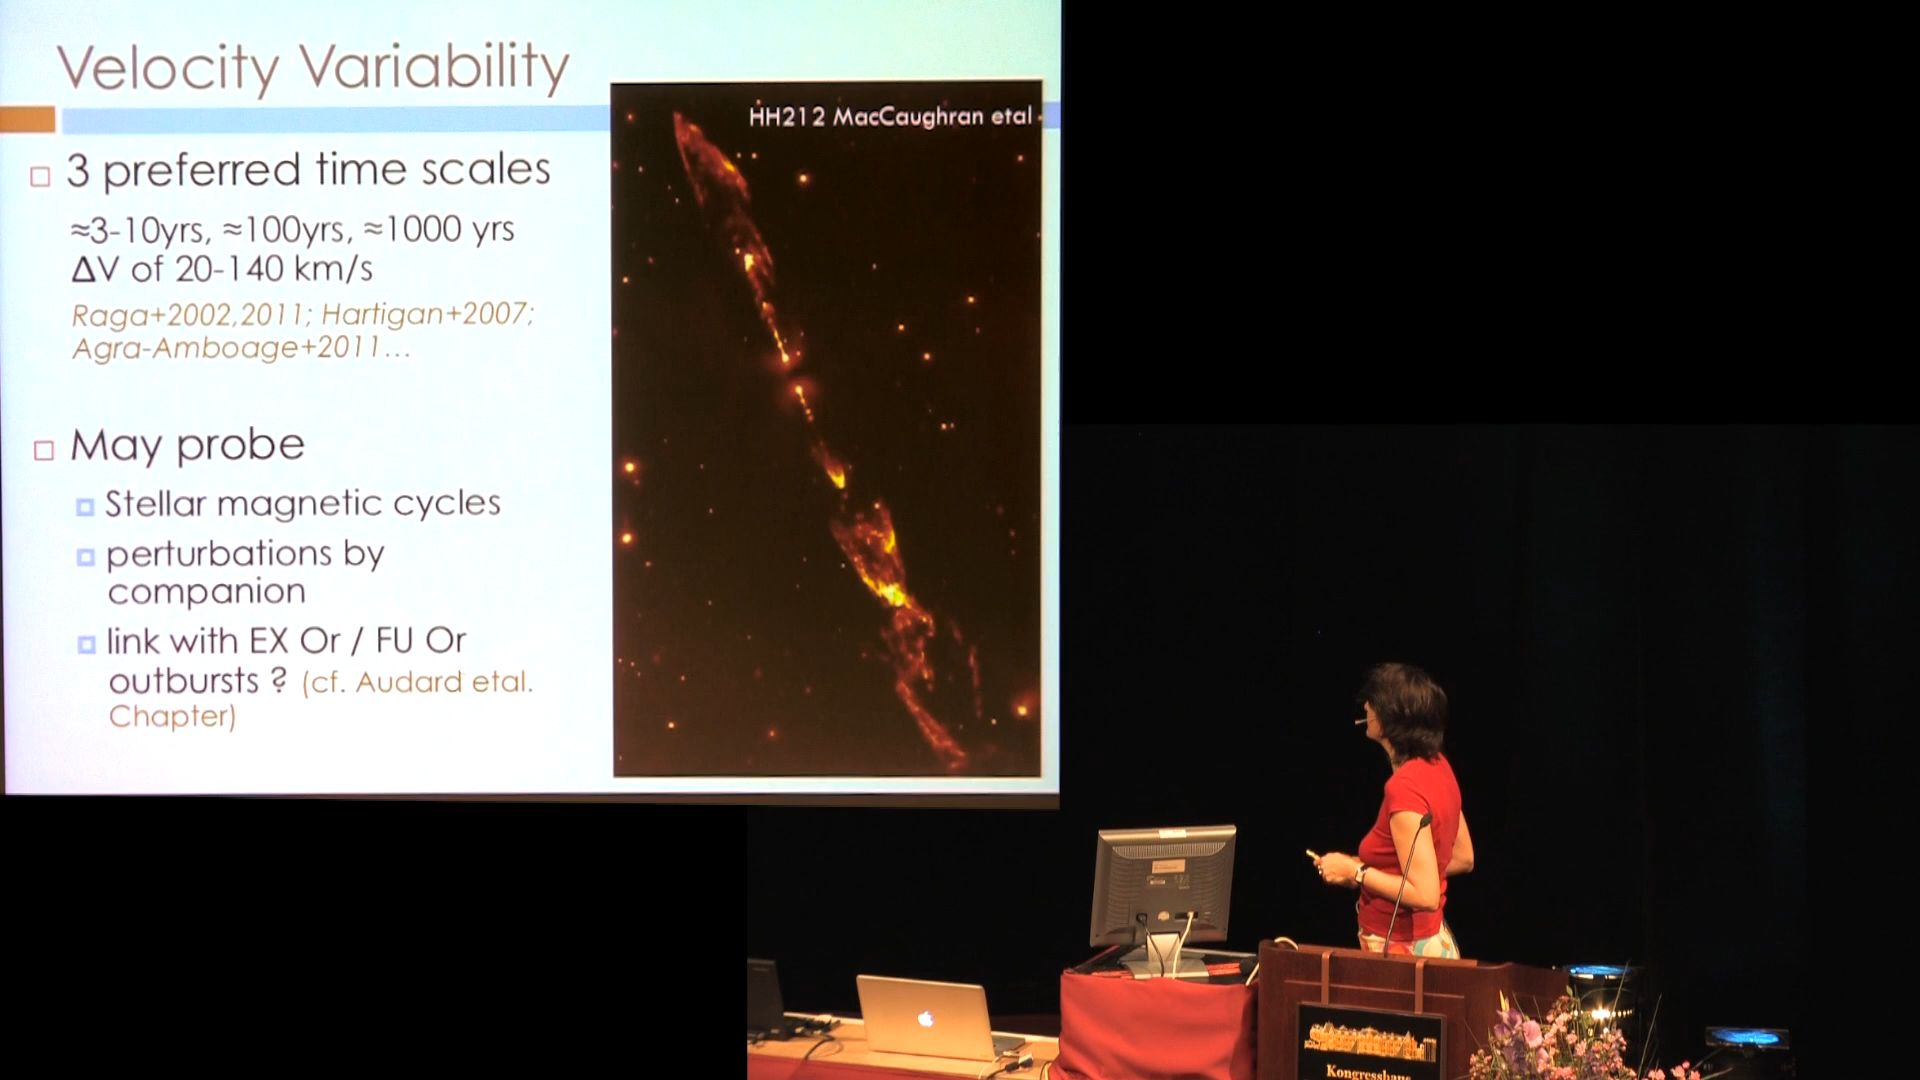 Velocity Variability
HH212 MacCaughran etal
3 preferred time scales
≈3-10yrs, ≈100yrs, ≈1000 yrs
ΔV of 20-140 km/s
Raga+2002,2011; Hartigan+2007;
Agra-Amboage+2011...
May probe
Stellar magnetic cycles
perturbations by
companion
link with EX Or / FU Or
outbursts ? (cf. Audard etal.
Chapter)
Kongresshaus